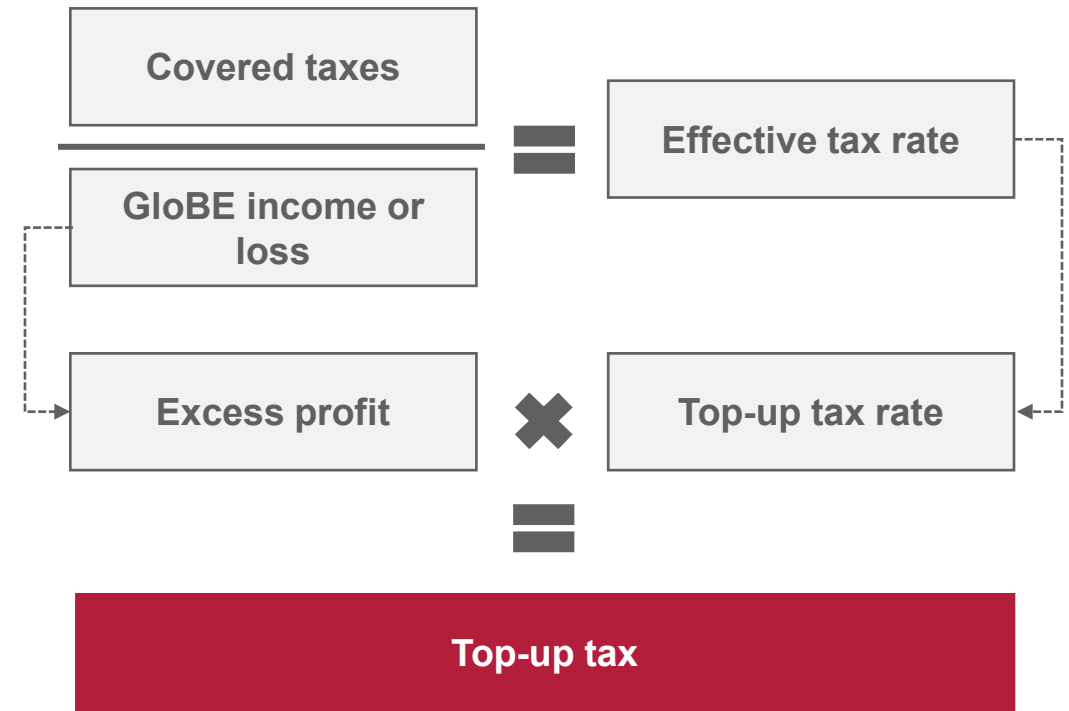 Covered taxes
Effective tax rate
GloBE income or
loss
Excess profit
Top-up tax rate
Top-up tax